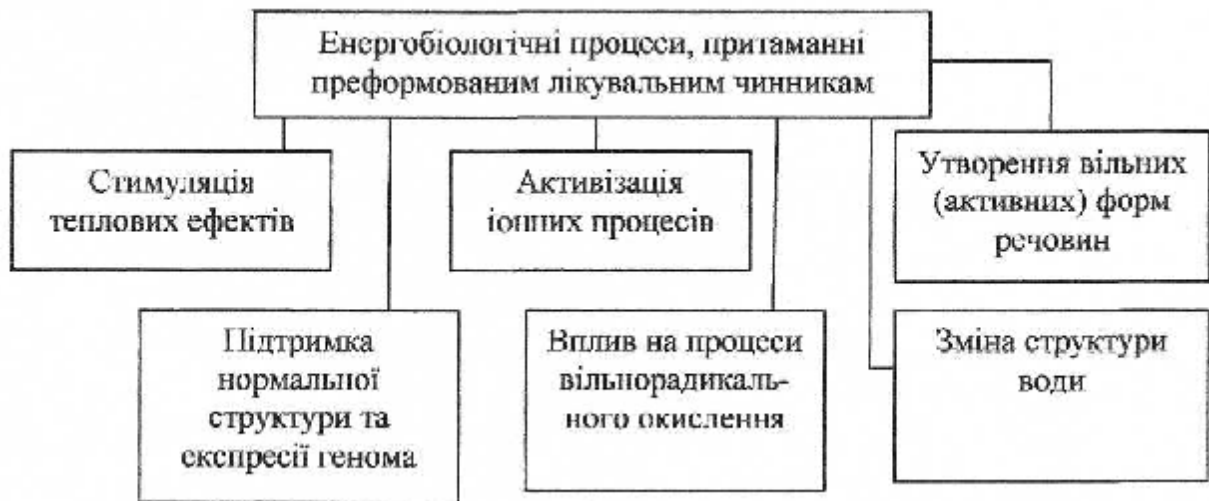 Енергобіологічні процеси, притаманні
преформованим лікувальним чинникам
Стимуляція
теплових ефектів
Активізація
іонних процесів
Утворення вільних
(активних) форм
речовин
Підтримка
нормальної
структури та
експресії генома
Вплив на процеси
вільнорадикаль-
ного окислення
Зміна структури
води